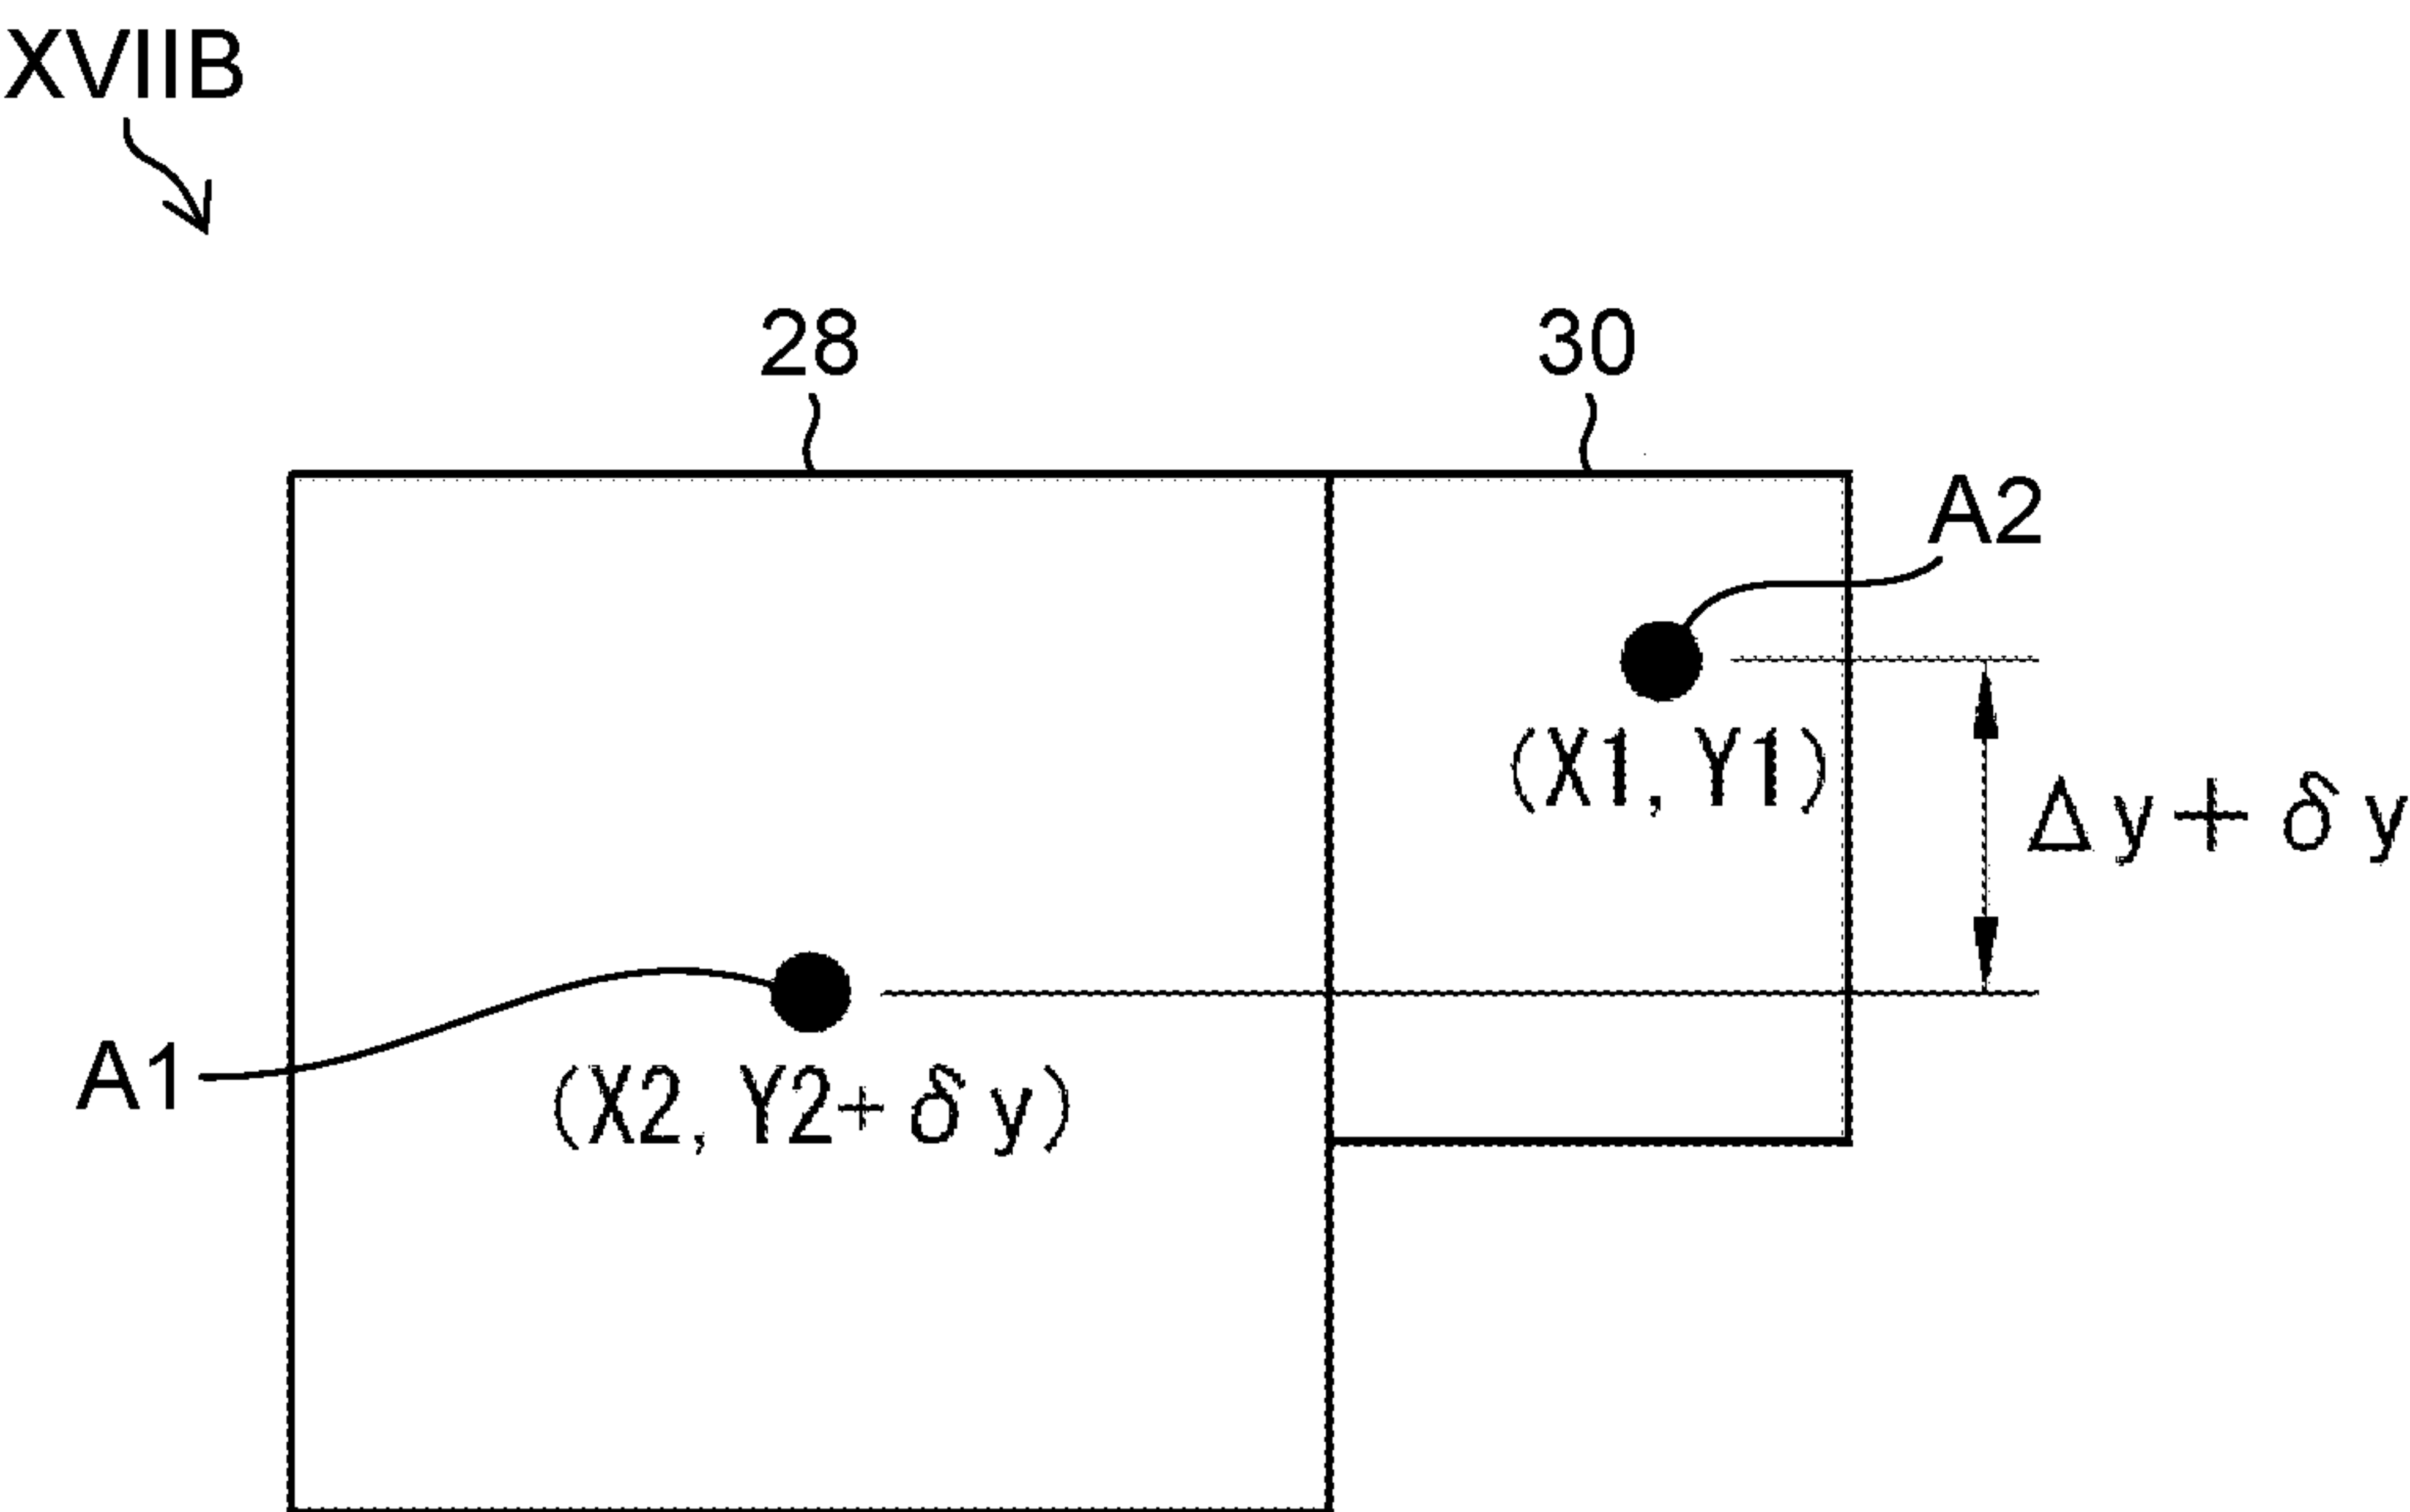 XVIIB
28
30
A2
(X1, Y1)
Δy+δy
A1
(X2, Y2+δy)